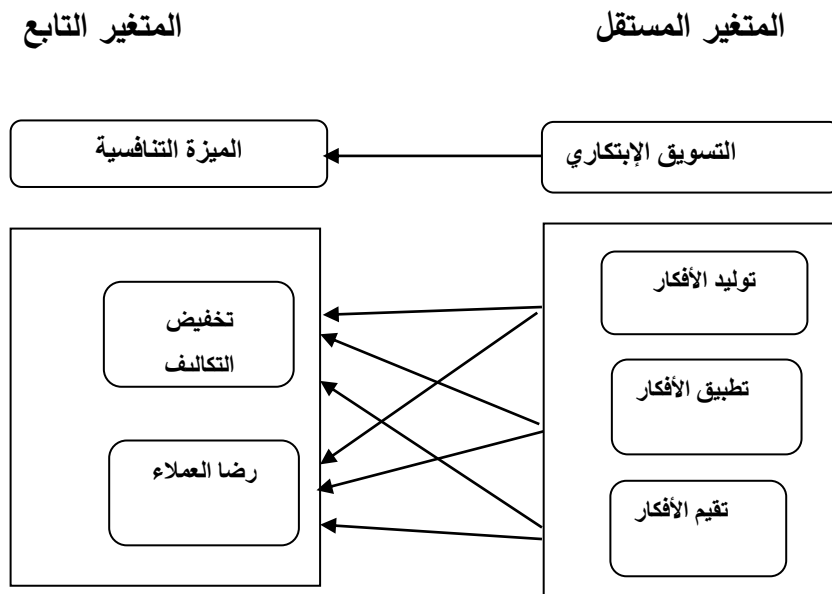 المتغير المستقل
المتغير التابع
التسويق الإبتكاري
الميزة التنافسية
توليد الأفكار
تطبيق الأفكار
تقيم الأفكار
تخفيض
التكاليف
رضا العملاء